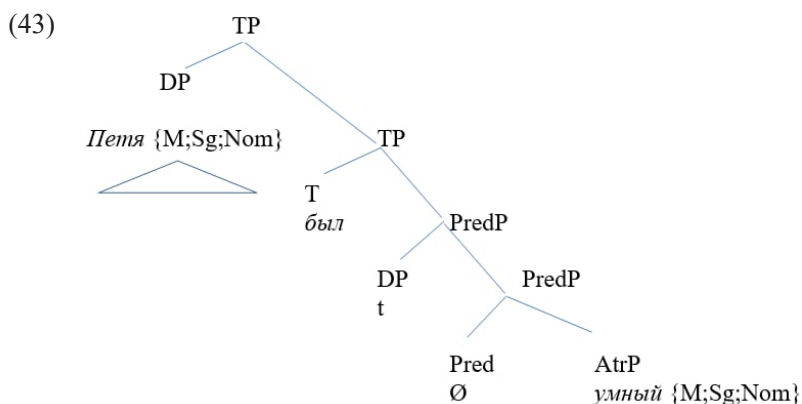 (43)
TP
DP
Петя {M;Sg;Nom}
TP
T
был
PredP
DP
t
PredP
Pred
Ø
AtrP
умный {M;Sg;Nom}